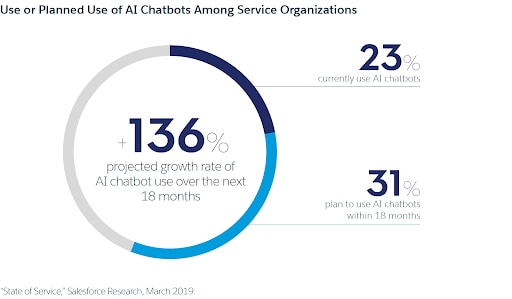 Use or Planned Use of AI Chatbots Among Service Organizations
23%
currently use AI chatbots
+136%
projected growth rate of
AI chatbot use over the next
18 months
31%
plan to use AI chatbots
within 18 months
"State of Service," Salesforce Research, March 2019.